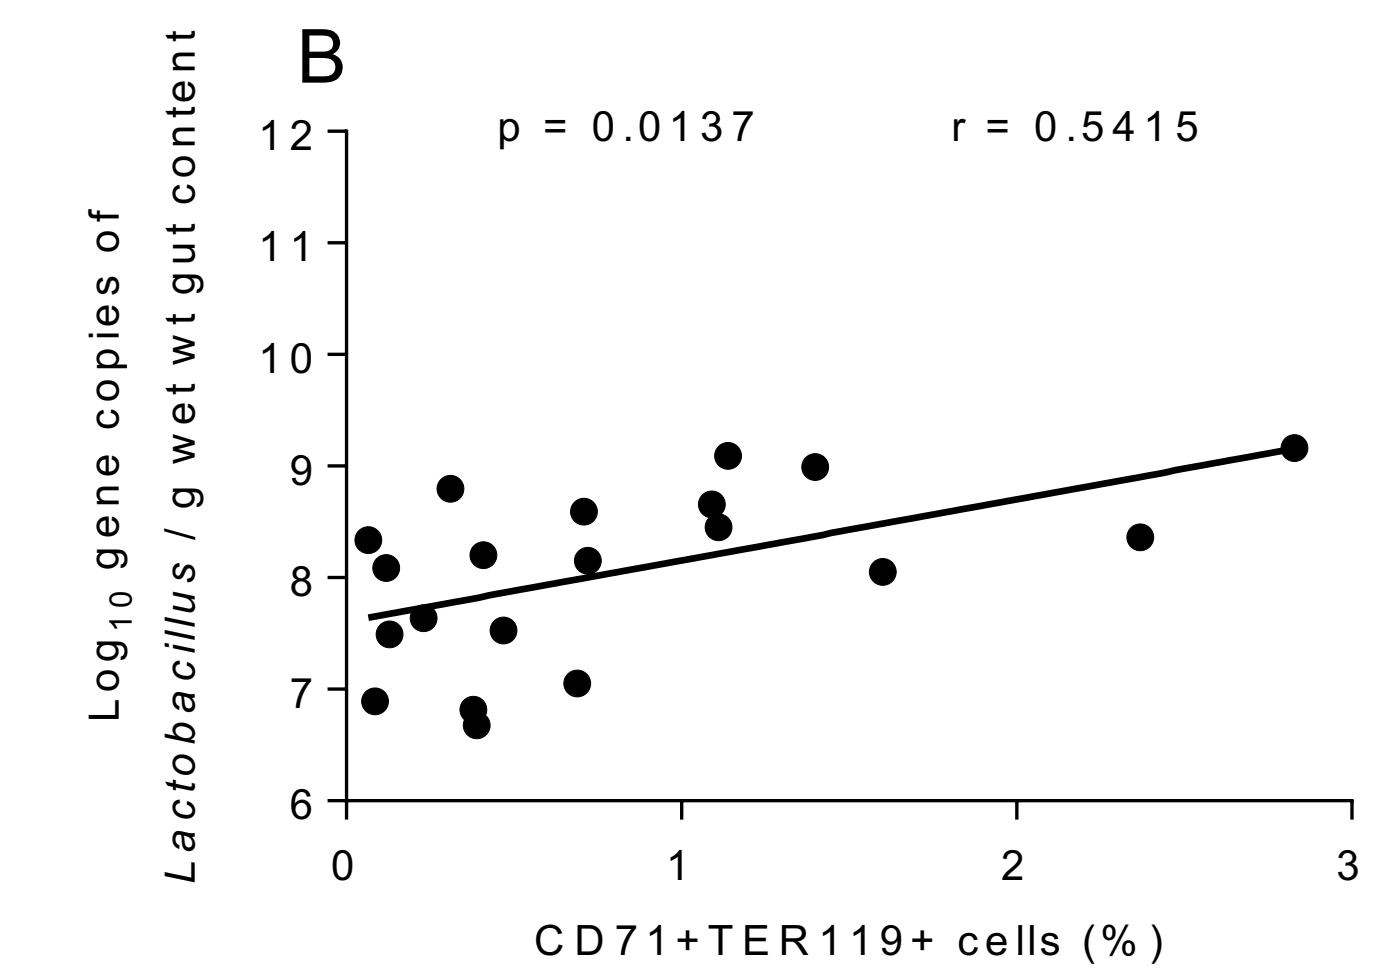 B
p = 0.0137
r = 0.5415
Log10 gene copies of
Lactobacillus / g wet wt gut content
12
11
10
9
8
7
6
0
1
2
3
CD71+TER119+ cells (%)